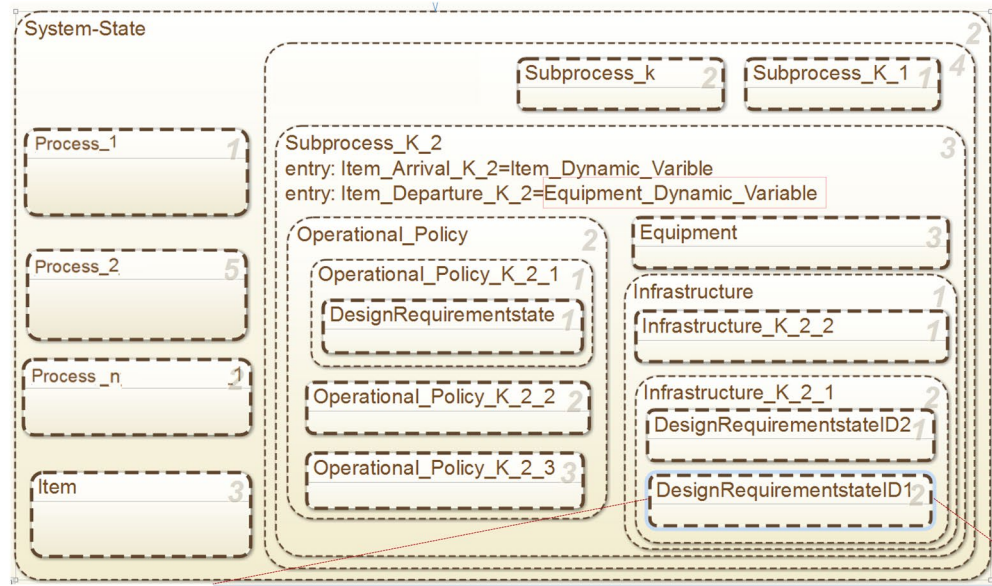 System-State
2
4
Subprocess_k 2
Subprocess_K_1 1
Process_1 1
Subprocess_K_2 3
entry: Item_Arrival_K_2=Item_Dynamic_Varible
entry: Item_Departure_K_2=Equipment_Dynamic_Variable
Process_2 5
Process _n 1
Item 3
Operational_Policy 2
Operational_Policy_K_2_1 1
DesignRequirementstate 1
Operational_Policy_K_2_2 2
Operational_Policy_K_2_3 3
Equipment 3
Infrastructure 1
Infrastructure_K_2_2 1
Infrastructure_K_2_1 2
DesignRequirementstateID2 1
DesignRequirementstateID1 2